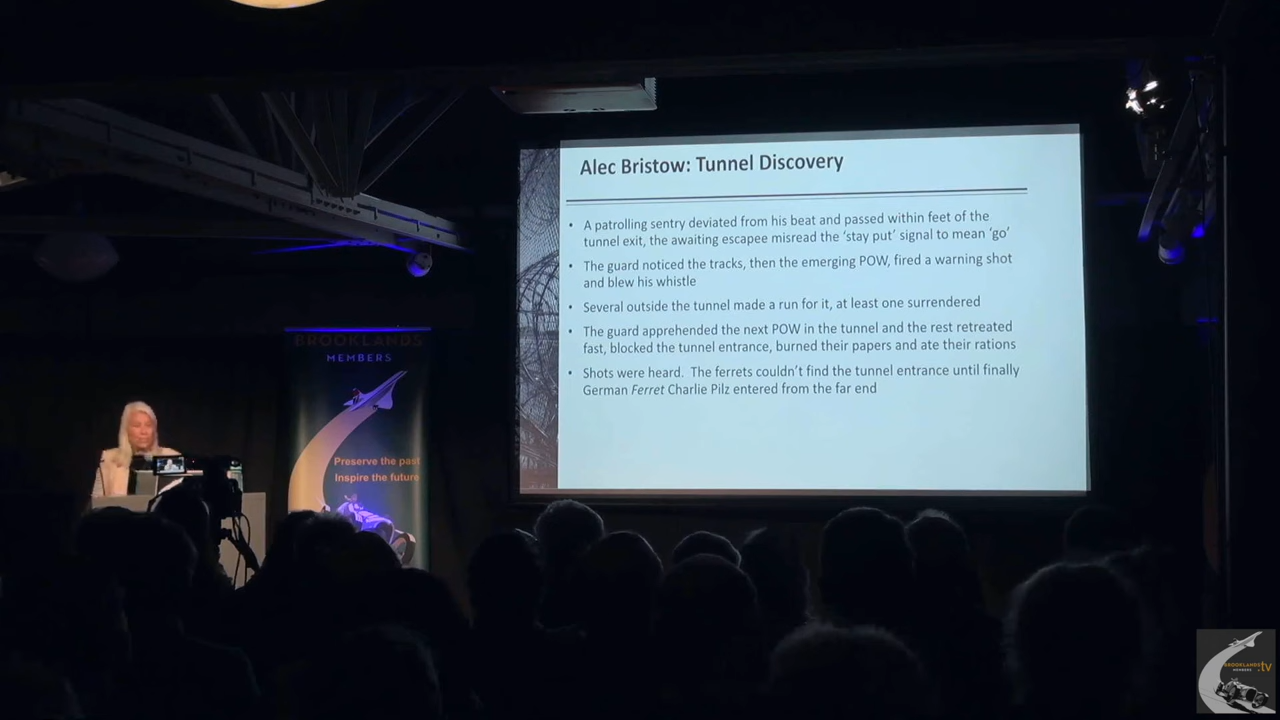 Alec Bristow: Tunnel Discovery
• A patrolling sentry deviated from his beat and passed within feet of the
tunnel exit, the awaiting escapee misread the ‘stay put’ signal to mean ‘go’
• The guard noticed the tracks, then the emerging POW, fired a warning shot
and blew his whistle
• Several outside the tunnel made a run for it, at least one surrendered
• The guard apprehended the next POW in the tunnel and the rest retreated
fast, blocked the tunnel entrance, burned their papers and ate their rations
• Shots were heard. The ferrets couldn’t find the tunnel entrance until finally
German Ferret Charlie Pilz entered from the far end
BROOKLANDS
MEMBERS
Preserve the past
Inspire the future
BROOKLANDS
MEMBERS
.tv